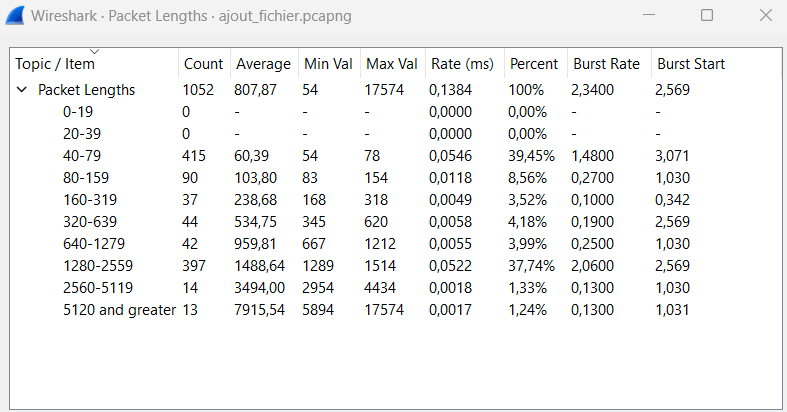 Wireshark · Packet Lengths · ajout_fichier.pcapng
Topic / Item Count Average Min Val Max Val Rate (ms) Percent Burst Rate Burst Start
Packet Lengths 1052 807,87 54 17574 0,1384 100% 2,3400 2,569
0-19 0 - - - 0,0000 0,00% - -
20-39 0 - - - 0,0000 0,00% - -
40-79 415 60,39 54 78 0,0546 39,45% 1,4800 3,071
80-159 90 103,80 83 154 0,0118 8,56% 0,2700 1,030
160-319 37 238,68 168 318 0,0049 3,52% 0,1000 0,342
320-639 44 534,75 345 620 0,0058 4,18% 0,1900 2,569
640-1279 42 959,81 667 1212 0,0055 3,99% 0,2500 1,030
1280-2559 397 1488,64 1289 1514 0,0522 37,74% 2,0600 2,569
2560-5119 14 3494,00 2954 4434 0,0018 1,33% 0,1300 1,030
5120 and greater 13 7915,54 5894 17574 0,0017 1,24% 0,1300 1,031